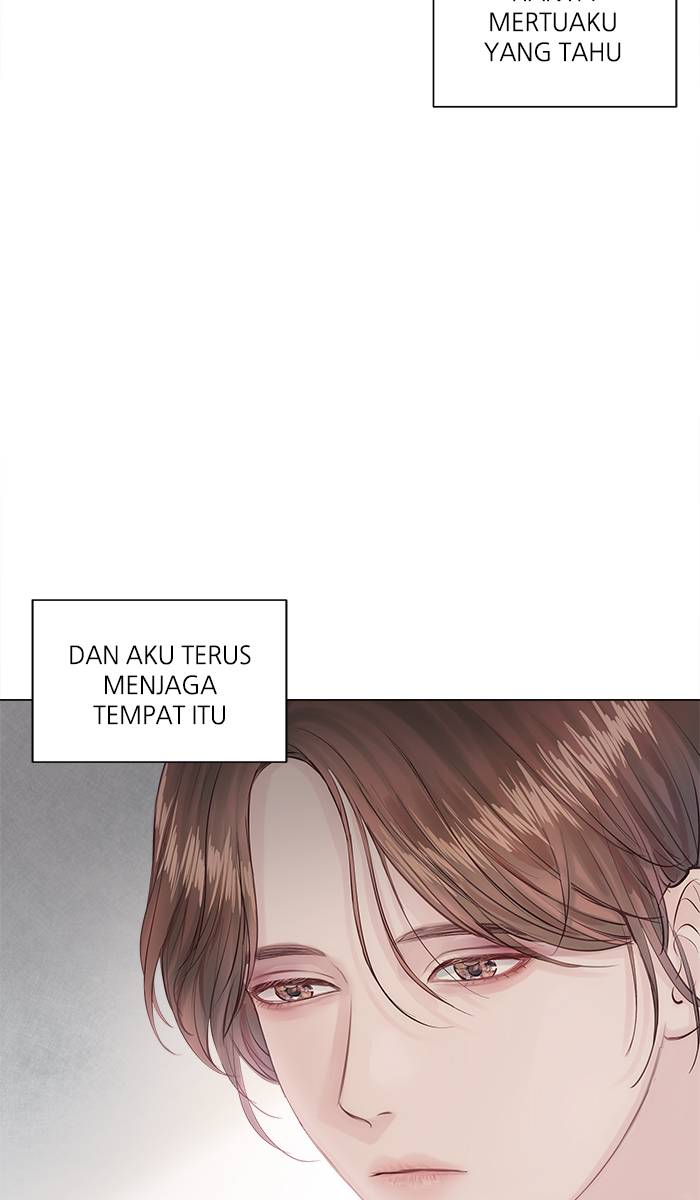 MERTUAKU
YANG TAHU
DAN AKU TERUS
MENJAGA
TEMPAT ITU